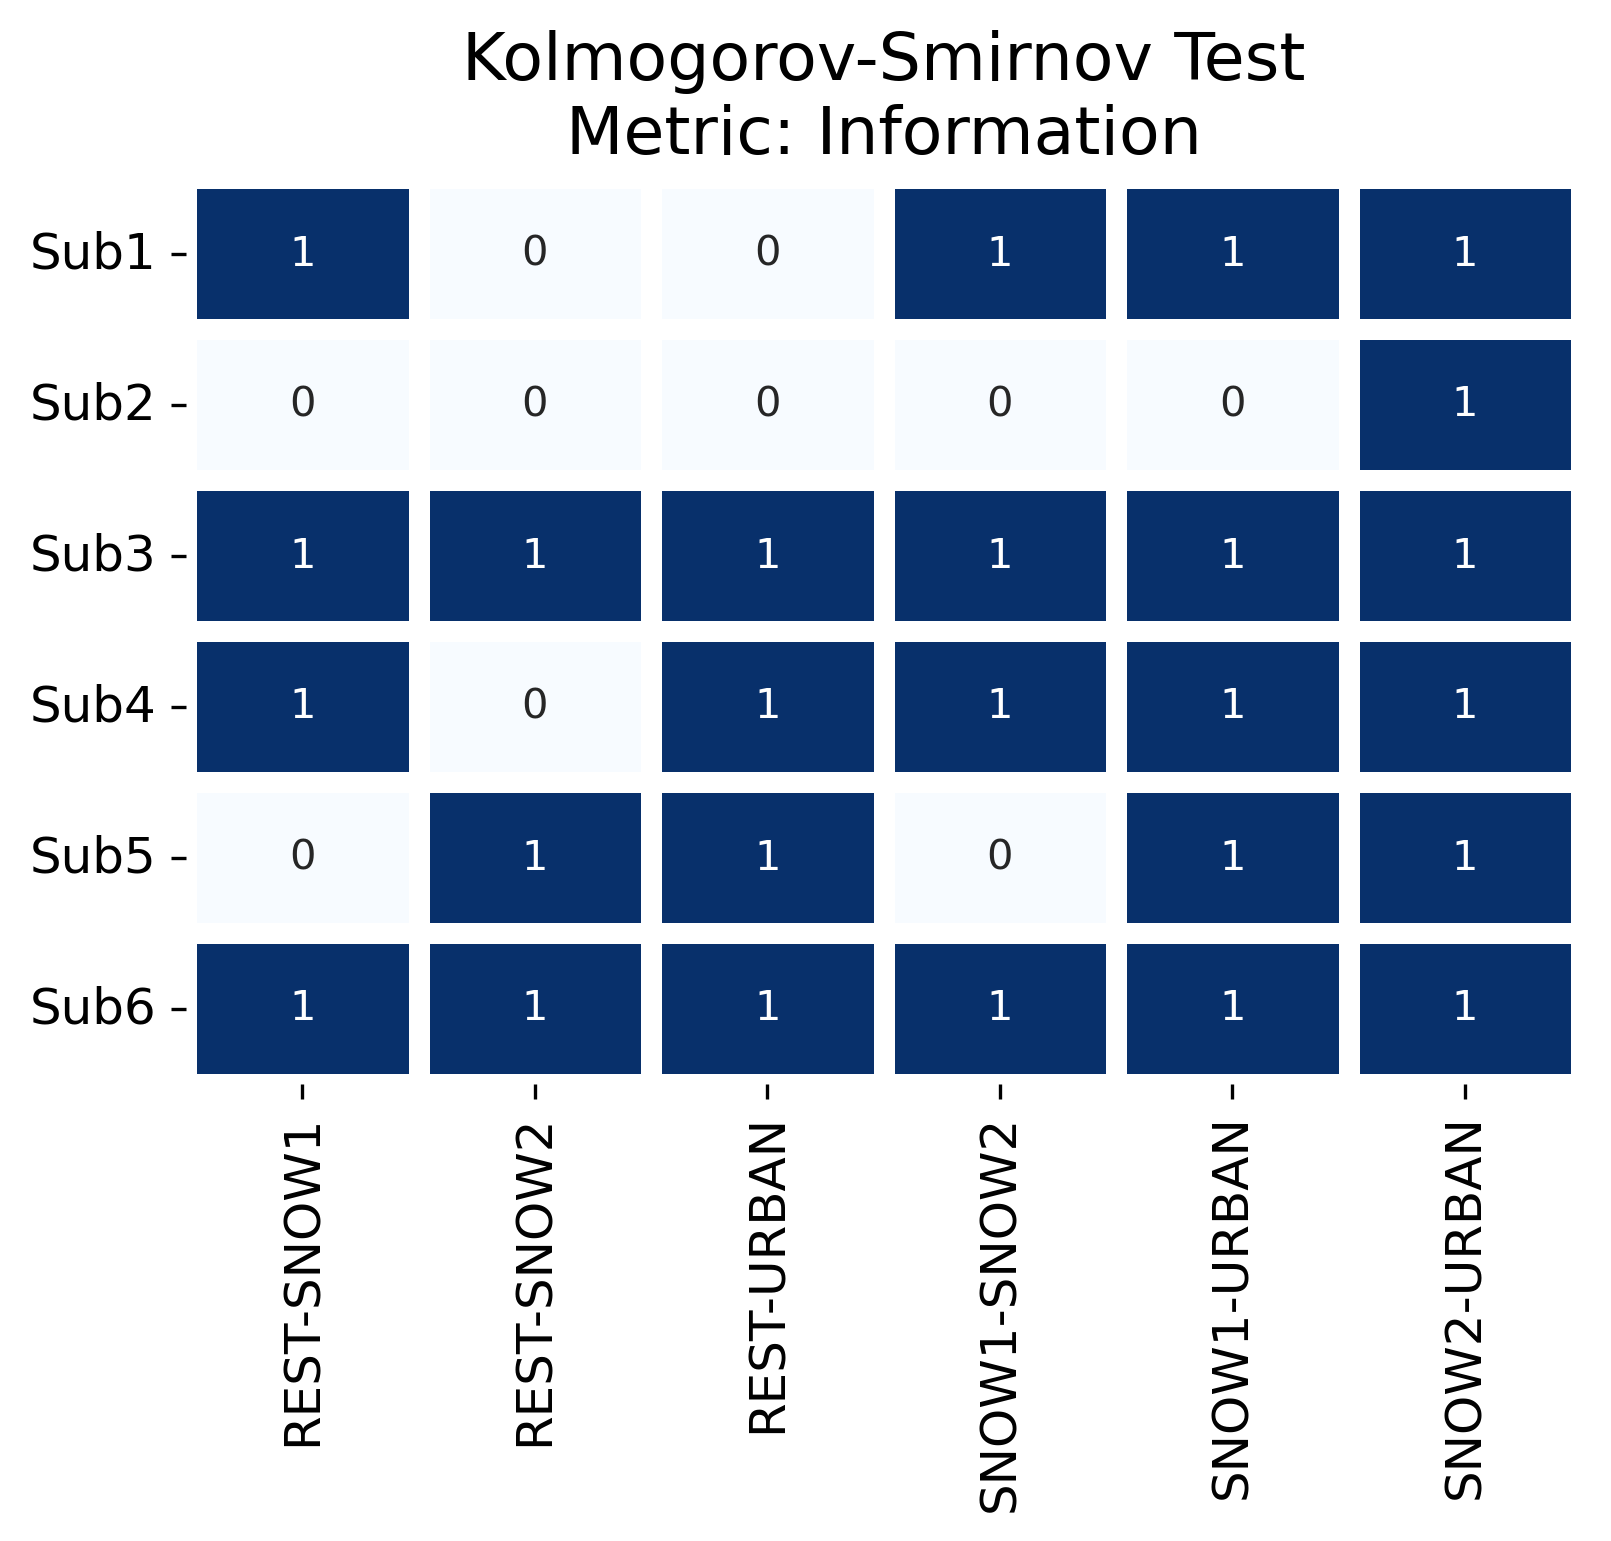 Kolmogorov-Smirnov Test
Metric: Information
Sub1 1 0 0 1 1 1
Sub2 0 0 0 0 0 1
Sub3 1 1 1 1 1 1
Sub4 1 0 1 1 1 1
Sub5 0 1 1 0 1 1
Sub6 1 1 1 1 1 1
REST-SNOW1
REST-SNOW2
REST-URBAN
SNOW1-SNOW2
SNOW1-URBAN
SNOW2-URBAN